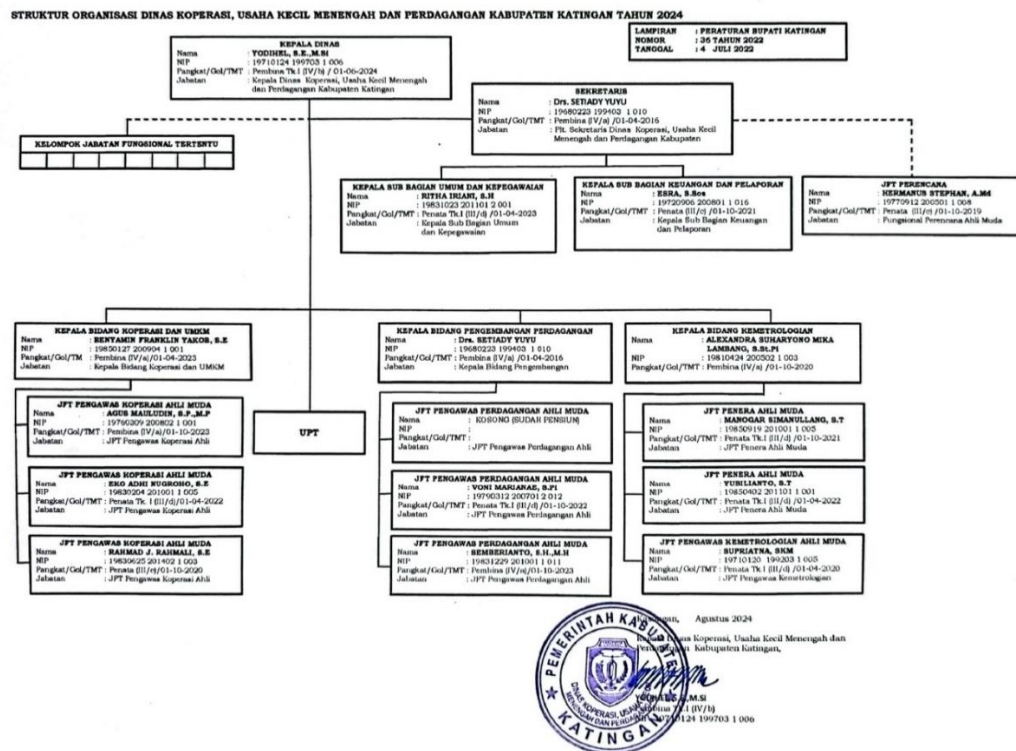 STRUKTUR ORGANISASI DINAS KOPERASI, USAHA KECIL MENENGAH DAN PERDAGANGAN KABUPATEN KATINGAN TAHUN 2024
LAMPIRAN : PERATURAN BUPATI KATINGAN
NOMOR : 36 TAHUN 2022
TANGGAL : 4 JULI 2022
KEPALA DINAS
Nama : YODIHEL, S.E.,M.Si
NIP : 19710124 199703 1 006
Pangkat/Gol/TMT : Pembina Tk.I (IV/b) / 01-06-2024
Jabatan : Kepala Dinas Koperasi, Usaha Kecil Menengah
dan Perdagangan Kabupaten Katingan
SEKRETARIS
Nama : Drs. SETIADY YUYU
NIP : 19680223 199403 1 010
Pangkat/Gol/TMT : Pembina (IV/a) /01-04-2016
Jabatan : Plt. Sekretaris Dinas Koperasi, Usaha Kecil
Menengah dan Perdagangan Kabupaten
KELOMPOK JABATAN FUNGSIONAL TERTENTU
KEPALA SUB BAGIAN UMUM DAN KEPEGAWAIAN
Nama : RITHA IRIANI, S.H
NIP : 19831023 201101 2 001
Pangkat/Gol/TMT : Penata Tk.I (III/d) /01-04-2023
Jabatan : Kepala Sub Bagian Umum
dan Kepegawaian
KEPALA SUB BAGIAN KEUANGAN DAN PELAPORAN
Nama : ESRA, S.Sos
NIP : 19720906 200801 1 016
Pangkat/Gol/TMT : Penata (III/c) /01-10-2021
Jabatan : Kepala Sub Bagian Keuangan
dan Pelaporan
JFT PERENCANA
Nama : HERMANUS STEPHAN, A.Md
NIP : 19770912 200501 1 008
Pangkat/Gol/TMT : Penata (III/c) /01-10-2019
Jabatan : Fungsional Perencana Ahli Muda
KEPALA BIDANG KOPERASI DAN UMKM
Nama : BENYAMIN FRANKLIN YAKOB, S.E
NIP : 19850127 200904 1 001
Pangkat/Gol/TM : Pembina (IV/a) /01-04-2023
Jabatan : Kepala Bidang Koperasi dan UMKM
KEPALA BIDANG PENGEMBANGAN PERDAGANGAN
Nama : Drs. SETIADY YUYU
NIP : 19680223 199403 1 010
Pangkat/Gol/TMT : Pembina (IV/a) /01-04-2016
Jabatan : Kepala Bidang Pengembangan
KEPALA BIDANG KEMETROLOGIAN
Nama : ALEXANDRA SUHARYONO MIKA
LAMBANG, S.St.Pi
NIP : 19810424 200502 1 003
Pangkat/Gol/TMT : Pembina (IV/a) /01-10-2020
JFT PENGAWAS KOPERASI AHLI MUDA
Nama : AGUS MAULUDIN, S.P.,M.P
NIP : 19760309 200802 1 001
Pangkat/Gol/TMT : Pembina (IV/a)/01-10-2023
Jabatan : JPT Pengawas Koperasi Ahli
JFT PENGAWAS KOPERASI AHLI MUDA
Nama : EKO ADHI NUGROHO, S.E
NIP : 19830204 201001 1 005
Pangkat/Gol/TMT : Penata Tk. I (III/d)/01-04-2022
Jabatan : JPT Pengawas Koperasi Ahli
JFT PENGAWAS KOPERASI AHLI MUDA
Nama : RAHMAD J. RAHMALI, S.E
NIP : 19830625 201402 1 003
Pangkat/Gol/TMT : Penata (III/c)/01-10-2020
Jabatan : JPT Pengawas Koperasi Ahli
UPT
JFT PENGAWAS PERDAGANGAN AHLI MUDA
Nama : KOSONG (SUDAH PENSIUN)
NIP :
Pangkat/Gol/TMT :
Jabatan : JPT Pengawas Perdagangan Ahli
JFT PENGAWAS PERDAGANGAN AHLI MUDA
Nama : VONI MARIANAE, S.Pi
NIP : 19790312 200701 2 012
Pangkat/Gol/TMT : Penata Tk.I (III/d) /01-10-2022
Jabatan : JPT Pengawas Perdagangan Ahli
JFT PENGAWAS PERDAGANGAN AHLI MUDA
Nama : SEMBERIANTO, S.H.,M.H
NIP : 19831229 201001 1 011
Pangkat/Gol/TMT : Pembina (IV/a)/01-10-2023
Jabatan : JPT Pengawas Perdagangan Ahli
JFT PENERA AHLI MUDA
Nama : MANOGAR SIMANULLANG, S.T
NIP : 19850919 201001 1 005
Pangkat/Gol/TMT : Penata Tk.I (III/d) /01-10-2021
Jabatan : JPT Penera Ahli Muda
JFT PENERA AHLI MUDA
Nama : YUBILIANTO, S.T
NIP : 19850402 201101 1 001
Pangkat/Gol/TMT : Penata Tk.I (III/d) /01-04-2022
Jabatan : JPT Penera Ahli Muda
JFT PENGAWAS KEMETROLOGIAN AHLI MUDA
Nama : SUPRIATNA, SKM
NIP : 19710120 199203 1 005
Pangkat/Gol/TMT : Penata Tk.I (III/d) /01-04-2020
Jabatan : JPT Pengawas Kemetrologian
Agustus 2024
Koperasi, Usaha Kecil Menengah dan
Kabupaten Katingan,
M.Si
Tk.I (IV/b)
199703 1 006
PEMERINTAH KABUPATEN
KATINGAN
DINAS KOPERASI, USAHA
MENENGAH DAN